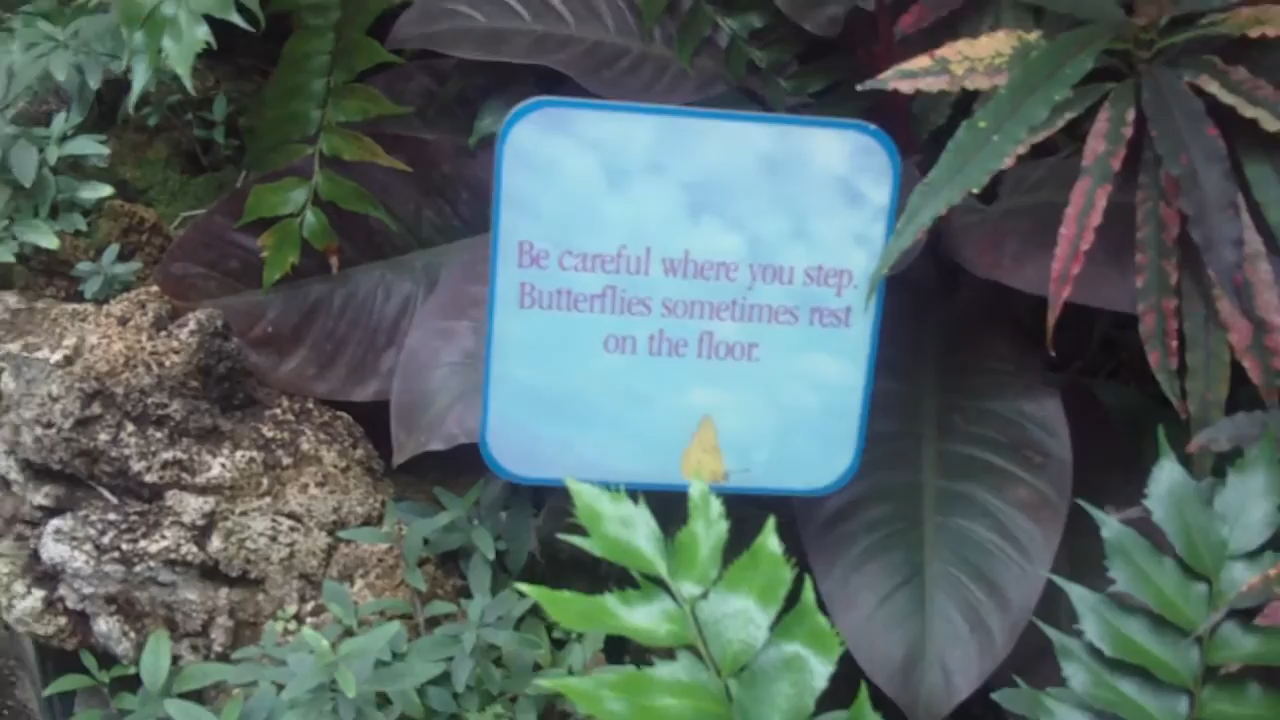 Be careful where you step.
Butterflies sometimes rest
on the floor.